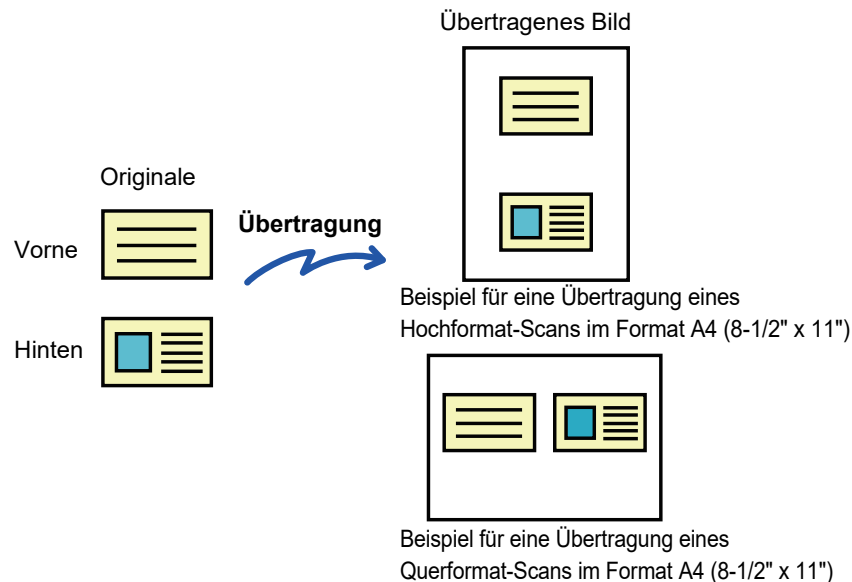 Übertragenes Bild
Originale
Vorne
Übertragung
Hinten
Beispiel für eine Übertragung eines
Hochformat-Scans im Format A4 (8-1/2" x 11")
Beispiel für eine Übertragung eines
Querformat-Scans im Format A4 (8-1/2" x 11")